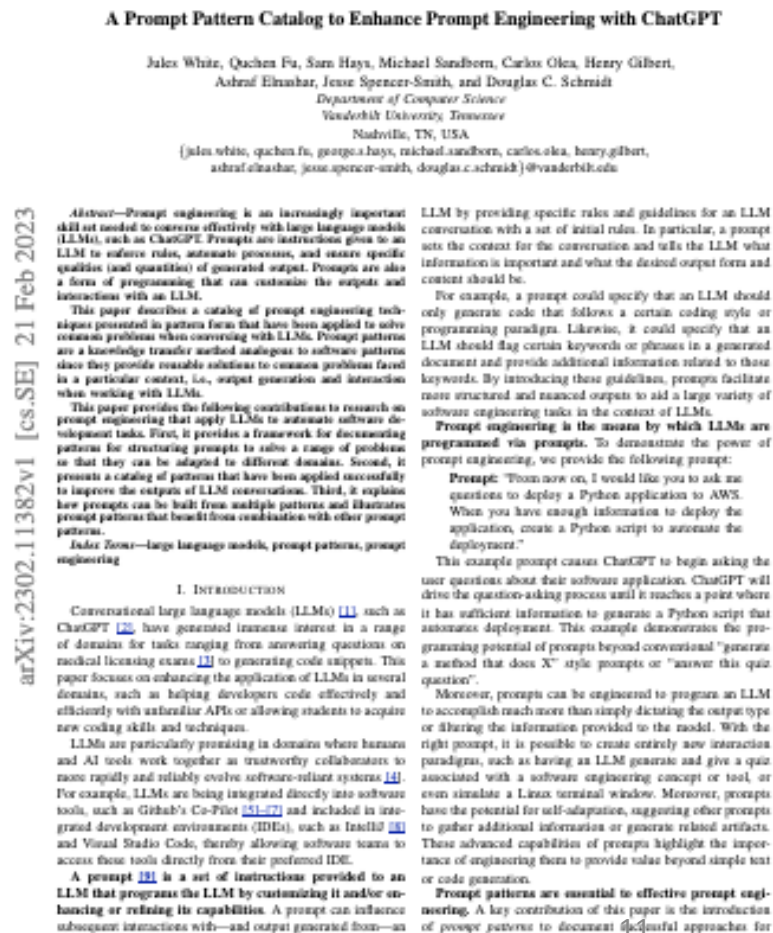 A Prompt Pattern Catalog to Enhance Prompt Engineering with ChatGPT
Jules White, Quchen Fu, Sam Hays, Michael Sandborn, Carlos Olea, Henry Gilbert,
Ashraf Elnashar, Jesse Spencer-Smith, and Douglas C. Schmidt
Department of Computer Science
Vanderbilt University, Tennessee
Nashville, TN, USA
{jules.white, quchen.fu, george.s.hays, michael.sandborn, carlos.olea, henry.gilbert,
ashraf.elnashar, jesse.spencer-smith, douglas.c.schmidt}@vanderbilt.edu
arXiv:2302.11382v1 [cs.SE] 21 Feb 2023
Abstract—Prompt engineering is an increasingly important
skill set needed to converse effectively with large language models
(LLMs), such as ChatGPT. Prompts are instructions given to an
LLM to enforce rules, automate processes, and ensure specific
qualities (and quantities) of generated output. Prompts are also
a form of programming that can customize the outputs and
interactions with an LLM.
This paper describes a catalog of prompt engineering tech-
niques presented in pattern form that have been applied to solve
common problems when conversing with LLMs. Prompt patterns
are a knowledge transfer method analogous to software patterns
since they provide reusable solutions to common problems faced
in a particular context, i.e., output generation and interaction
when working with LLMs.
This paper provides the following contributions to research on
prompt engineering that apply LLMs to automate software de-
velopment tasks. First, it provides a framework for documenting
patterns for structuring prompts to solve a range of problems
so that they can be adapted to different domains. Second, it
presents a catalog of patterns that have been applied successfully
to improve the outputs of LLM conversations. Third, it explains
how prompts can be built from multiple patterns and illustrates
prompt patterns that benefit from combination with other prompt
patterns.
Index Terms—large language models, prompt patterns, prompt
engineering
I. INTRODUCTION
Conversational large language models (LLMs) [1], such as
ChatGPT [2], have generated immense interest in a range
of domains for tasks ranging from answering questions on
medical licensing exams [3] to generating code snippets. This
paper focuses on enhancing the application of LLMs in several
domains, such as helping developers code effectively and
efficiently with unfamiliar APIs or allowing students to acquire
new coding skills and techniques.
LLMs are particularly promising in domains where humans
and AI tools work together as trustworthy collaborators to
more rapidly and reliably evolve software-reliant systems [4].
For example, LLMs are being integrated directly into software
tools, such as Github's Co-Pilot [5]–[7] and included in inte-
grated development environments (IDEs), such as IntelliJ [8]
and Visual Studio Code, thereby allowing software teams to
access these tools directly from their preferred IDE.
A prompt [9] is a set of instructions provided to an
LLM that programs the LLM by customizing it and/or en-
hancing or refining its capabilities. A prompt can influence
subsequent interactions with—and output generated from—an
LLM by providing specific rules and guidelines for an LLM
conversation with a set of initial rules. In particular, a prompt
sets the context for the conversation and tells the LLM what
information is important and what the desired output form and
content should be.
For example, a prompt could specify that an LLM should
only generate code that follows a certain coding style or
programming paradigm. Likewise, it could specify that an
LLM should flag certain keywords or phrases in a generated
document and provide additional information related to those
keywords. By introducing these guidelines, prompts facilitate
more structured and nuanced outputs to aid a large variety of
software engineering tasks in the context of LLMs.
Prompt engineering is the means by which LLMs are
programmed via prompts. To demonstrate the power of
prompt engineering, we provide the following prompt:
Prompt: "From now on, I would like you to ask me
questions to deploy a Python application to AWS.
When you have enough information to deploy the
application, create a Python script to automate the
deployment."
This example prompt causes ChatGPT to begin asking the
user questions about their software application. ChatGPT will
drive the question-asking process until it reaches a point where
it has sufficient information to generate a Python script that
automates deployment. This example demonstrates the pro-
gramming potential of prompts beyond conventional "generate
a method that does X" style prompts or "answer this quiz
question".
Moreover, prompts can be engineered to program an LLM
to accomplish much more than simply dictating the output type
or filtering the information provided to the model. With the
right prompt, it is possible to create entirely new interaction
paradigms, such as having an LLM generate and give a quiz
associated with a software engineering concept or tool, or
even simulate a Linux terminal window. Moreover, prompts
have the potential for self-adaptation, suggesting other prompts
to gather additional information or generate related artifacts.
These advanced capabilities of prompts highlight the impor-
tance of engineering them to provide value beyond simple text
or code generation.
Prompt patterns are essential to effective prompt engi-
neering. A key contribution of this paper is the introduction
of prompt patterns to document successful approaches for